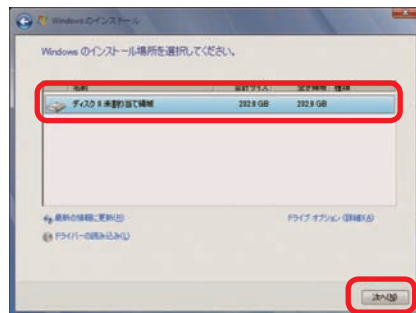 Windows のインストール
Windows のインストール場所を選択してください。
名前 合計サイズ 空き領域 種類
ディスク 0 未割り当て領域 232.9 GB 232.9 GB
最新の情報に更新(R)
ドライブ オプション (詳細)(A)
ドライバーの読み込み(L)
次へ(N)